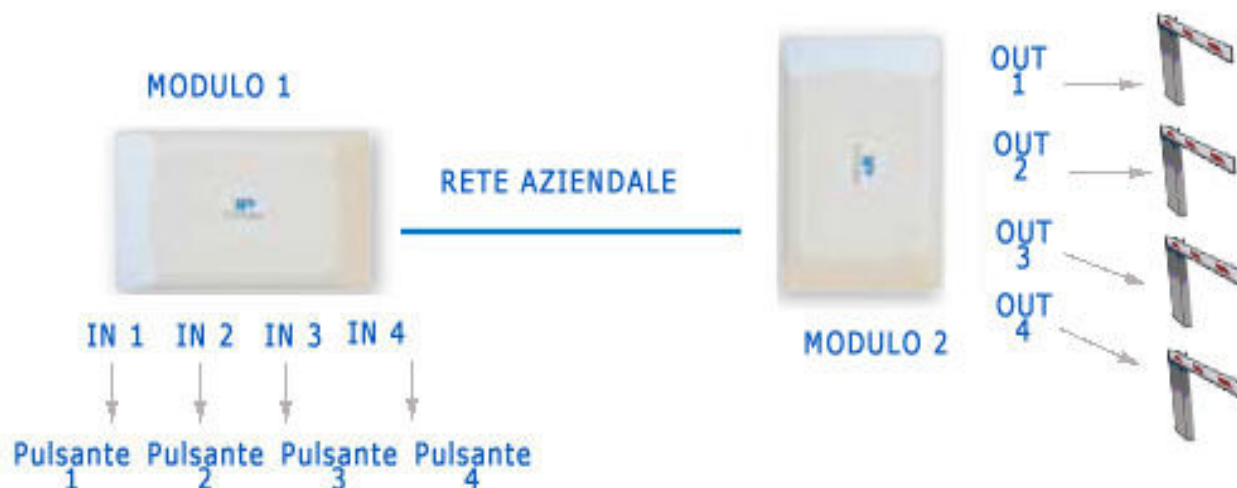 MODULO 1
RETE AZIENDALE
IN 1 IN 2 IN 3 IN 4
Pulsante 1
Pulsante 2
Pulsante 3
Pulsante 4
MODULO 2
OUT 1
OUT 2
OUT 3
OUT 4